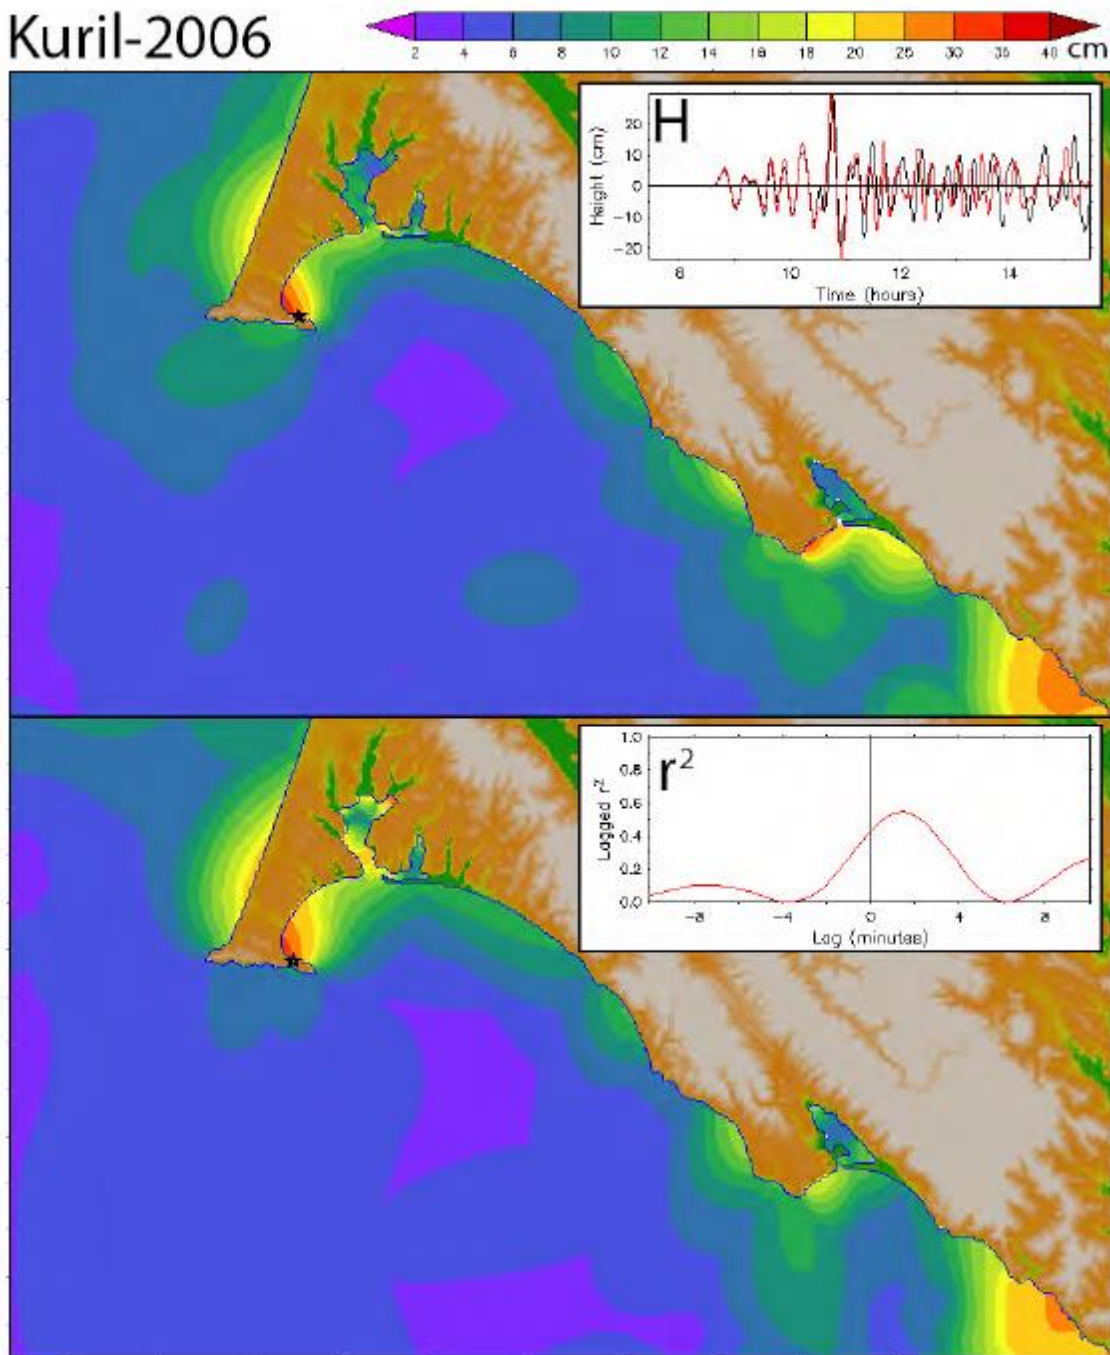 Kuril-2006
2 4 6 8 10 12 14 16 18 20 25 30 35 40 cm
H
Height (cm)
20
10
0
-10
-20
8 10 12 14
Time (hours)
r²
Lagged r²
1.0
0.8
0.6
0.4
0.2
0.0
-8 -4 0 4 8
Lag (minutes)